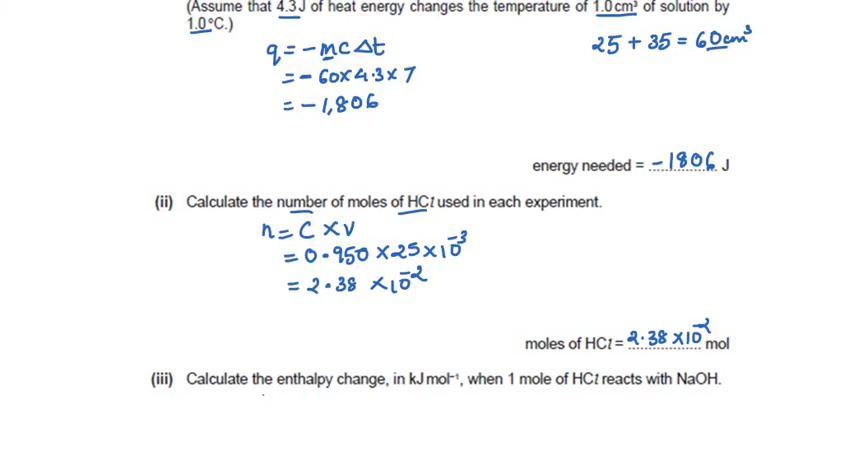 (Assume that 4.3 J of heat energy changes the temperature of 1.0 cm³ of solution by
1.0 °C.)
q = -mcΔt
25 + 35 = 60cm³
= - 60 × 4.3 × 7
= - 1,806
energy needed = -1806 J
(ii) Calculate the number of moles of HCl used in each experiment.
n = C × V
= 0.950 × 25 × 10⁻³
= 2.38 × 10⁻²
moles of HCl = 2.38 × 10⁻² mol
(iii) Calculate the enthalpy change, in kJ mol⁻¹, when 1 mole of HCl reacts with NaOH.